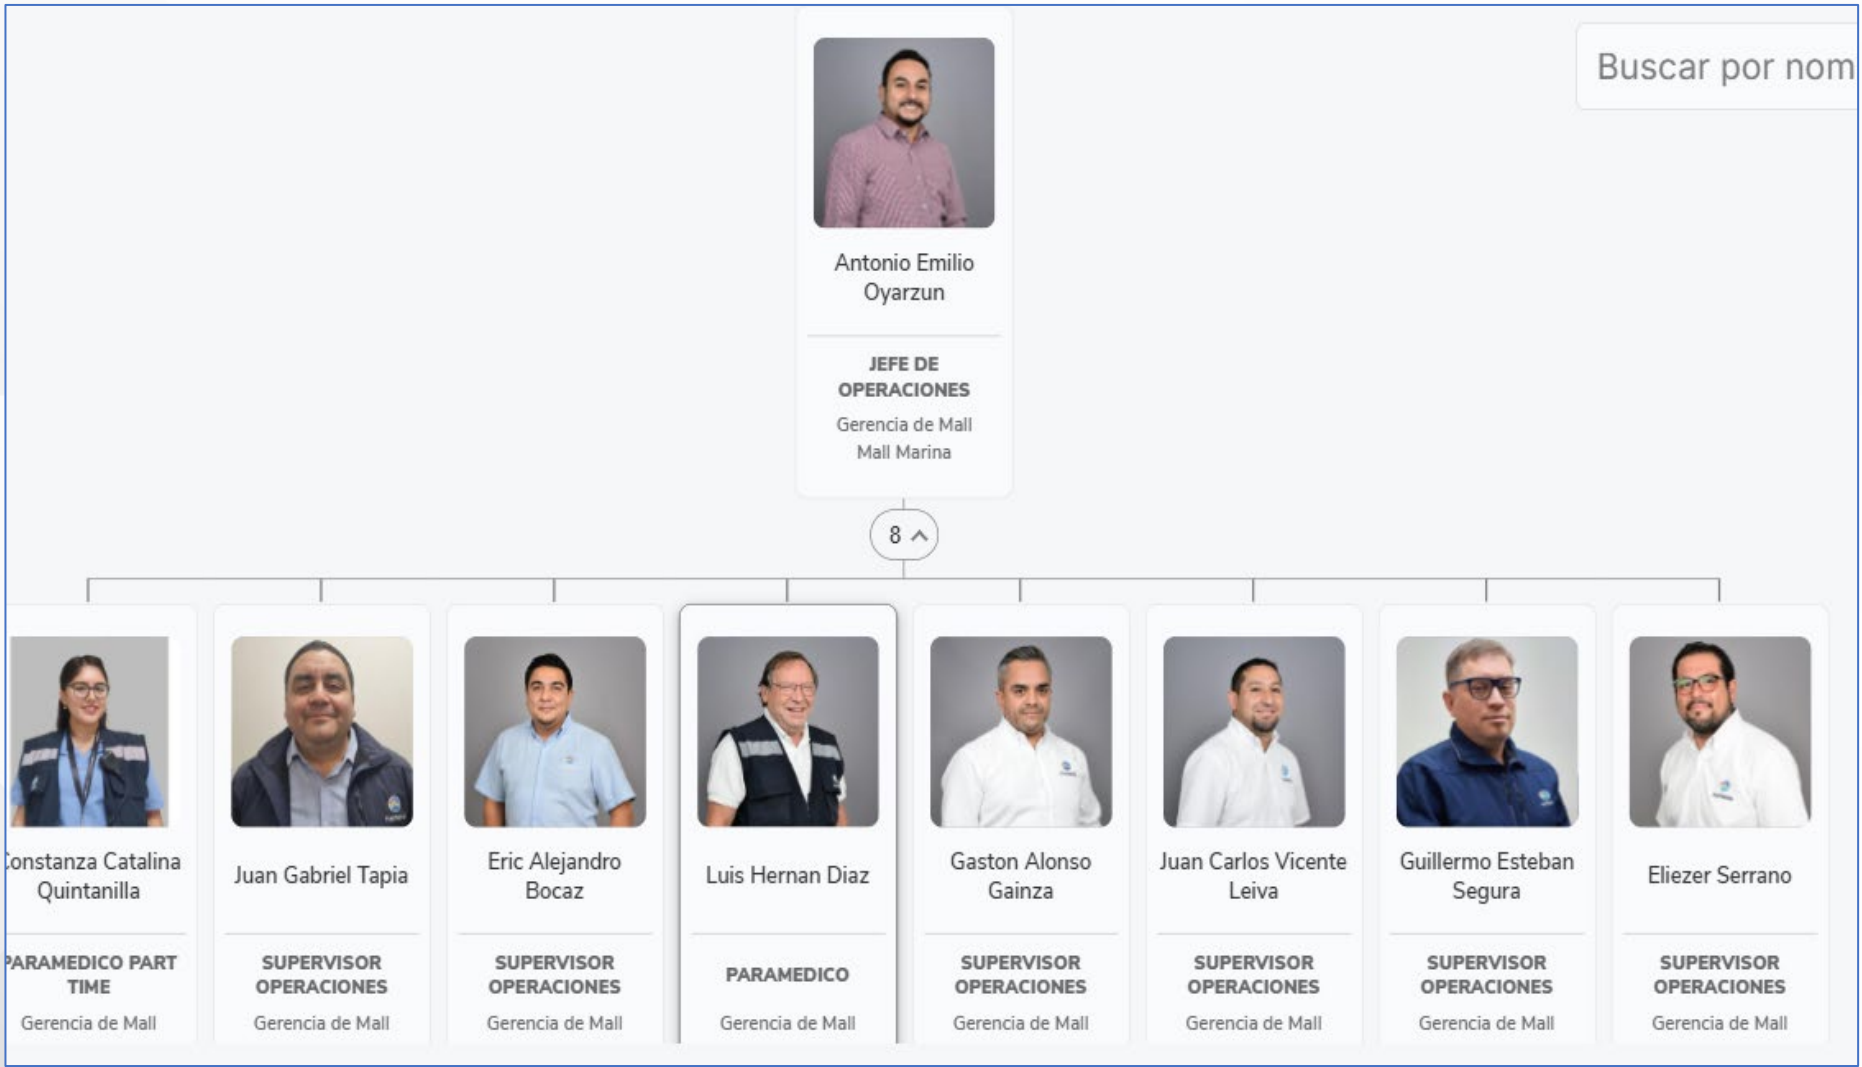 Buscar por nom
Antonio Emilio
Oyarzun
JEFE DE
OPERACIONES
Gerencia de Mall
Mall Marina
8
Constanza Catalina
Quintanilla
PARAMEDICO PART
TIME
Gerencia de Mall
Juan Gabriel Tapia
SUPERVISOR
OPERACIONES
Gerencia de Mall
Eric Alejandro
Bocaz
SUPERVISOR
OPERACIONES
Gerencia de Mall
Luis Hernan Diaz
PARAMEDICO
Gerencia de Mall
Gaston Alonso
Gainza
SUPERVISOR
OPERACIONES
Gerencia de Mall
Juan Carlos Vicente
Leiva
SUPERVISOR
OPERACIONES
Gerencia de Mall
Guillermo Esteban
Segura
SUPERVISOR
OPERACIONES
Gerencia de Mall
Eliezer Serrano
SUPERVISOR
OPERACIONES
Gerencia de Mall